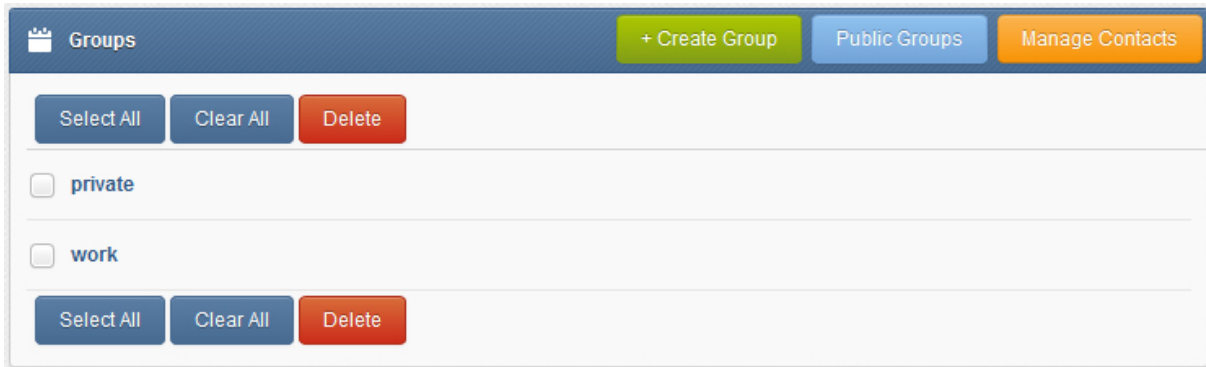 Groups + Create Group Public Groups Manage Contacts
Select All Clear All Delete
private
work
Select All Clear All Delete